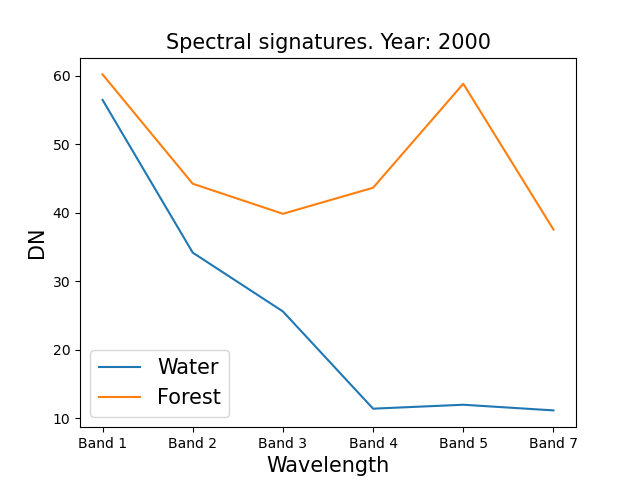 Spectral signatures. Year: 2000
60
50
40
30
20
10
DN
Water
Forest
Band 1 Band 2 Band 3 Band 4 Band 5 Band 7
Wavelength